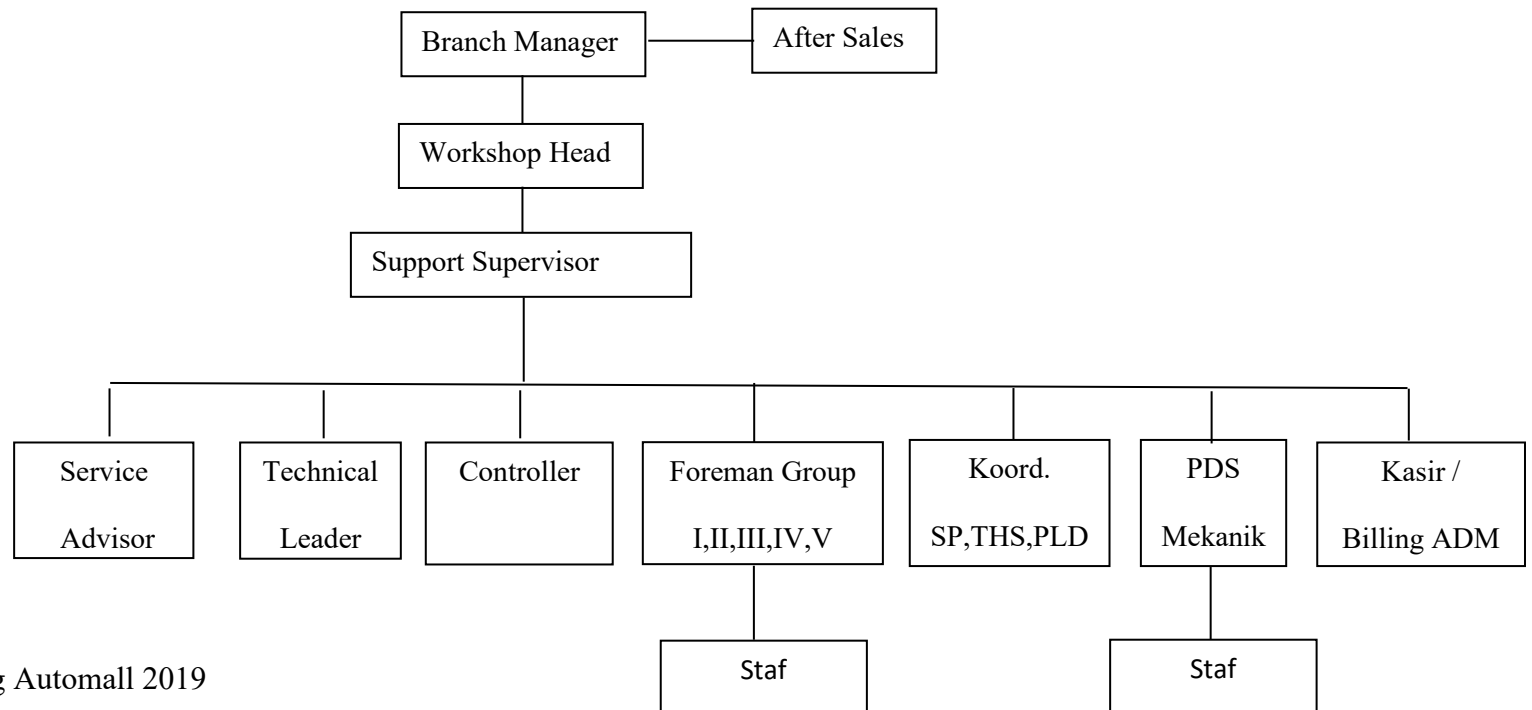 Branch Manager
After Sales
Workshop Head
Support Supervisor
Service
Advisor
Technical
Leader
Controller
Foreman Group
I,II,III,IV,V
Koord.
SP,THS,PLD
PDS
Mekanik
Kasir /
Billing ADM
Staf
Staf
g Automall 2019